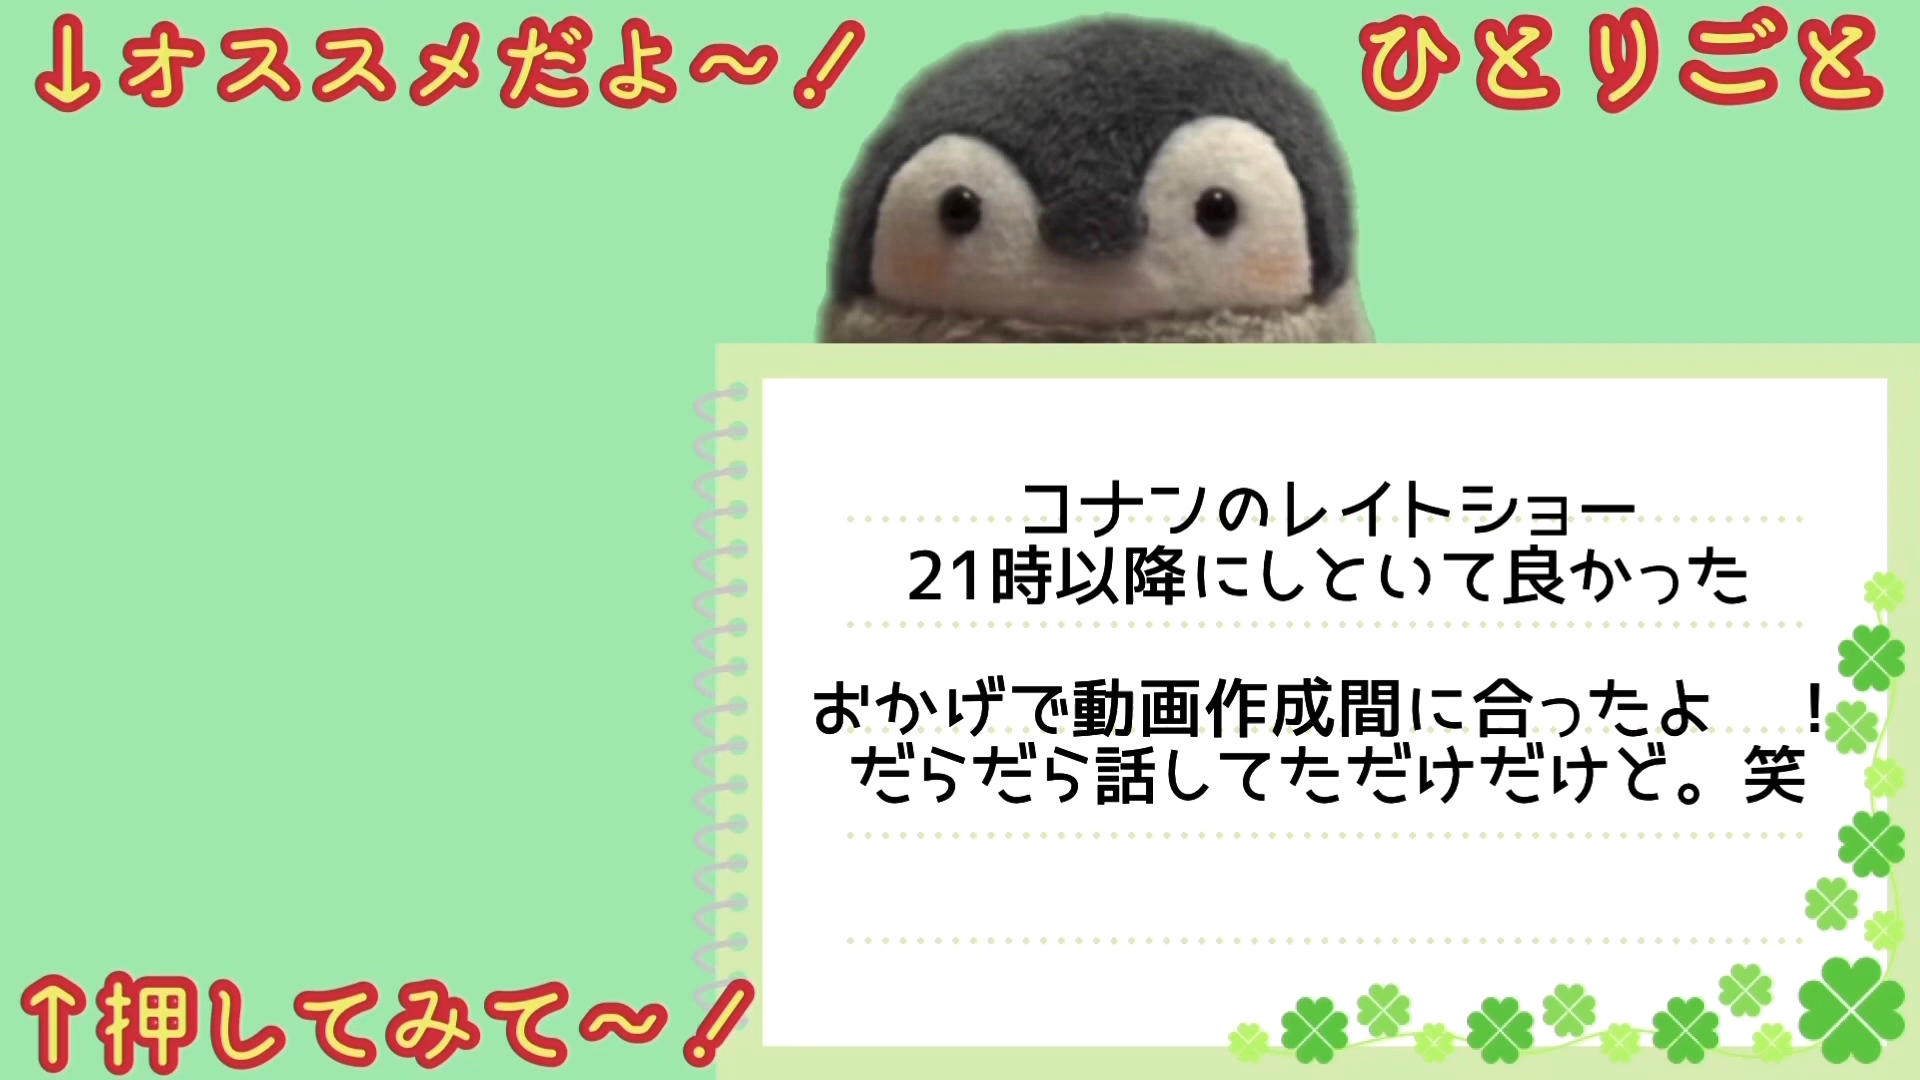 ↓オススメだよ～！
ひとりごと
コナンのレイトショー
21時以降にしといて良かった
おかげで動画作成間に合ったよ　！
だらだら話してただけだけど。笑
↑押してみて～！